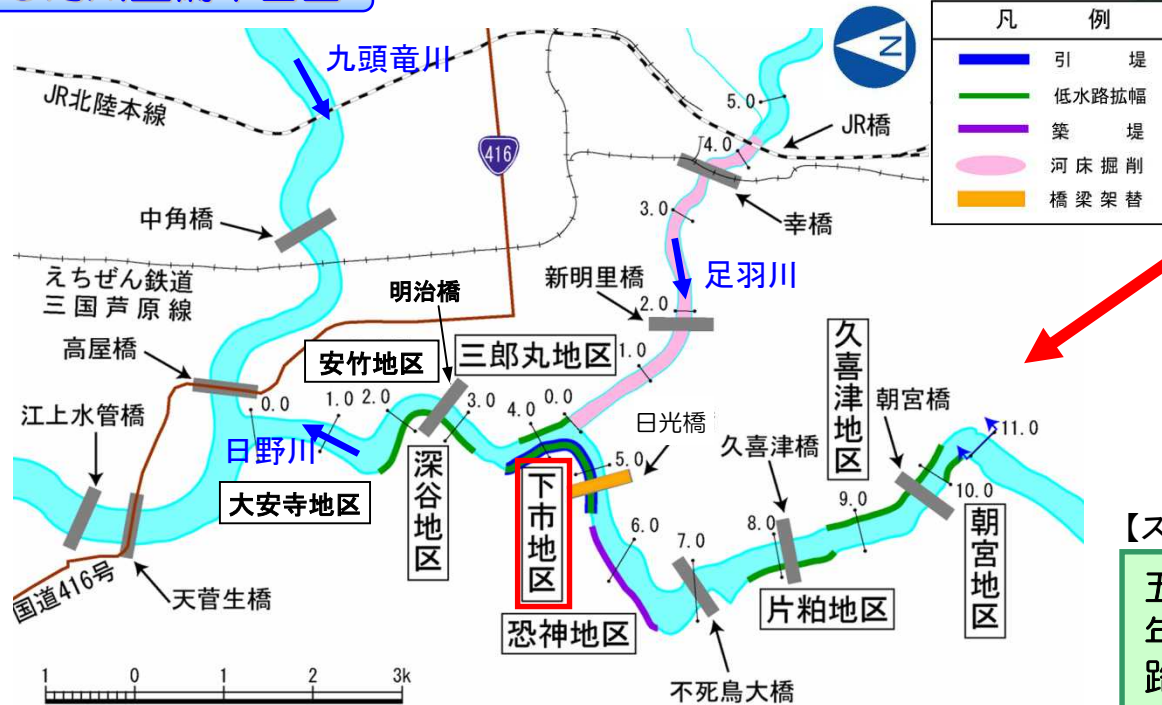 九頭竜川
JR北陸本線
416
N
凡　例
引　堤
低水路拡幅
築　堤
河床掘削
橋梁架替
5.0
4.0
JR橋
幸橋
3.0
足羽川
新明里橋
2.0
1.0
0.0
中角橋
えちぜん鉄道
三国芦原線
高屋橋
江上水管橋
国道416号
天菅生橋
明治橋
安竹地区
三郎丸地区
0.0
1.0
2.0
3.0
4.0
5.0
6.0
7.0
8.0
9.0
10.0
11.0
日野川
大安寺地区
深谷地区
下市地区
恐神地区
日光橋
久喜津橋
久喜津地区
朝宮橋
朝宮地区
片粕地区
不死鳥大橋
1 0 1 2 3k
【ス
五
年